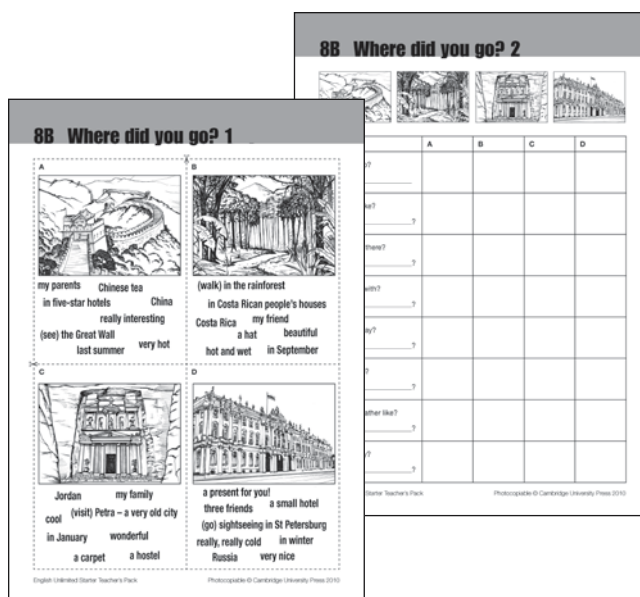 8B Where did you go? 2
8B Where did you go? 1
A
B
my parents Chinese tea
in five-star hotels China
really interesting
(see) the Great Wall
last summer very hot
(walk) in the rainforest
in Costa Rican people's houses
Costa Rica my friend
a hat beautiful
hot and wet in September
C
D
Jordan my family
cool (visit) Petra – a very old city
in January wonderful
a carpet a hostel
a present for you!
three friends a small hotel
(go) sightseeing in St Petersburg
really, really cold in winter
Russia very nice
English Unlimited Starter Teacher's Pack Photocopiable © Cambridge University Press 2010
A B C D
?
?
there?
?
with?
?
?
?
?
?
?
?
Starter Teacher's Pack Photocopiable © Cambridge University Press 2010